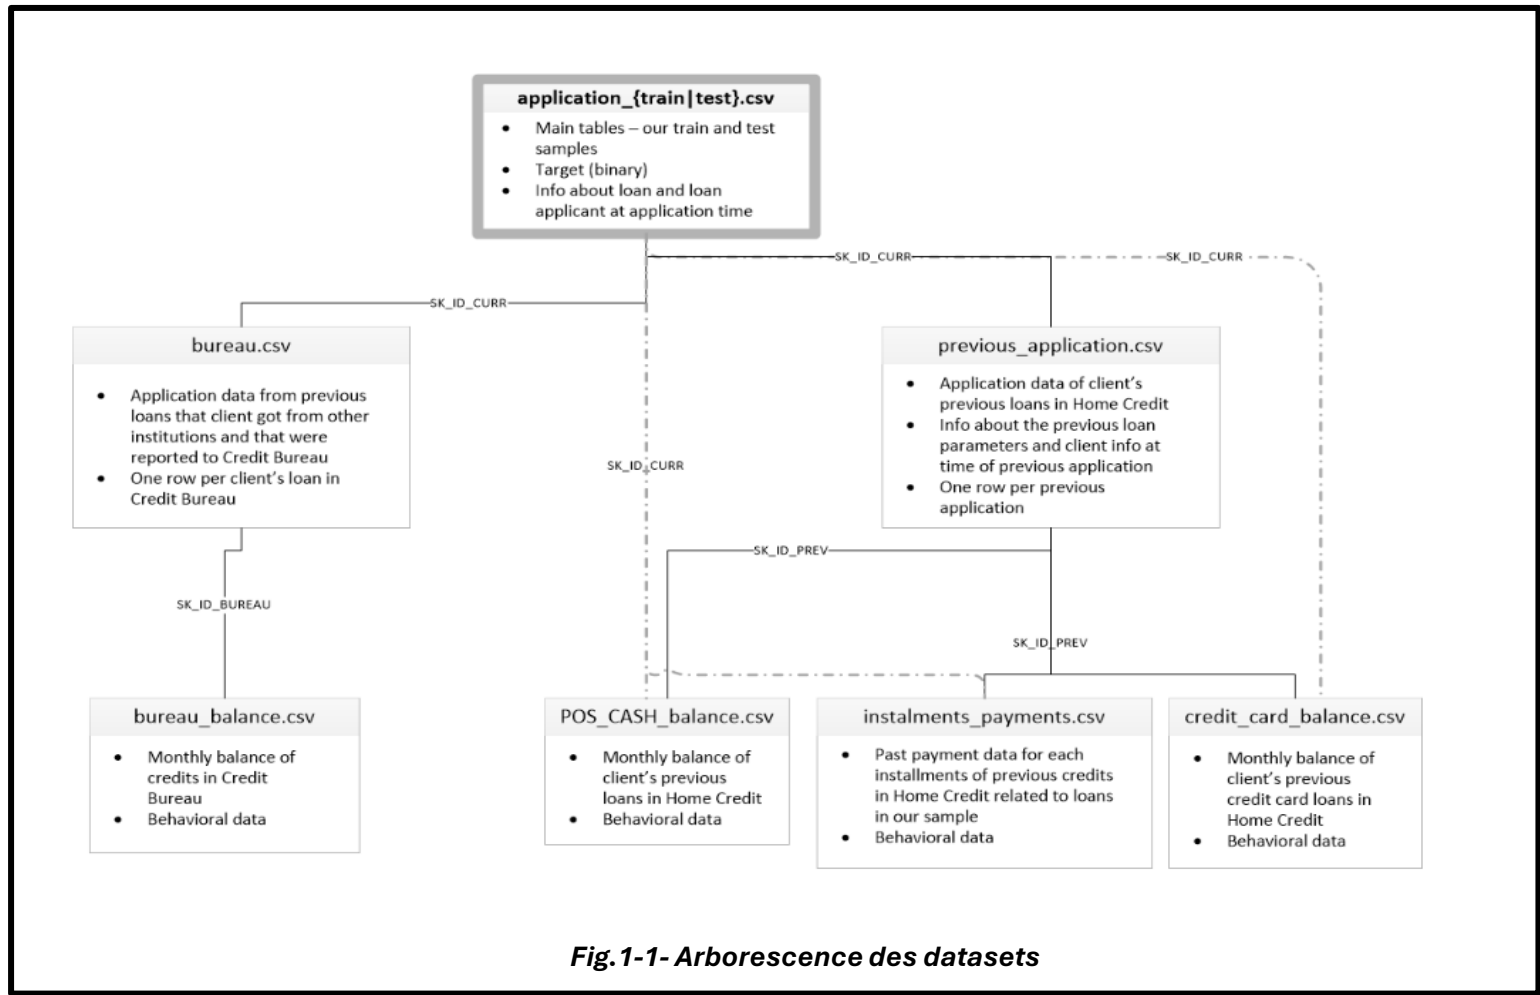 application_{train|test}.csv
• Main tables – our train and test
samples
• Target (binary)
• Info about loan and loan
applicant at application time
SK_ID_CURR
SK_ID_CURR
SK_ID_CURR
bureau.csv
• Application data from previous
loans that client got from other
institutions and that were
reported to Credit Bureau
• One row per client's loan in
Credit Bureau
previous_application.csv
• Application data of client's
previous loans in Home Credit
• Info about the previous loan
parameters and client info at
time of previous application
• One row per previous
application
SK_ID_CURR
SK_ID_PREV
SK_ID_BUREAU
SK_ID_PREV
bureau_balance.csv
• Monthly balance of
credits in Credit
Bureau
• Behavioral data
POS_CASH_balance.csv
• Monthly balance of
client's previous
loans in Home Credit
• Behavioral data
instalments_payments.csv
• Past payment data for each
installments of previous credits
in Home Credit related to loans
in our sample
• Behavioral data
credit_card_balance.csv
• Monthly balance of
client's previous
credit card loans in
Home Credit
• Behavioral data
Fig.1-1- Arborescence des datasets